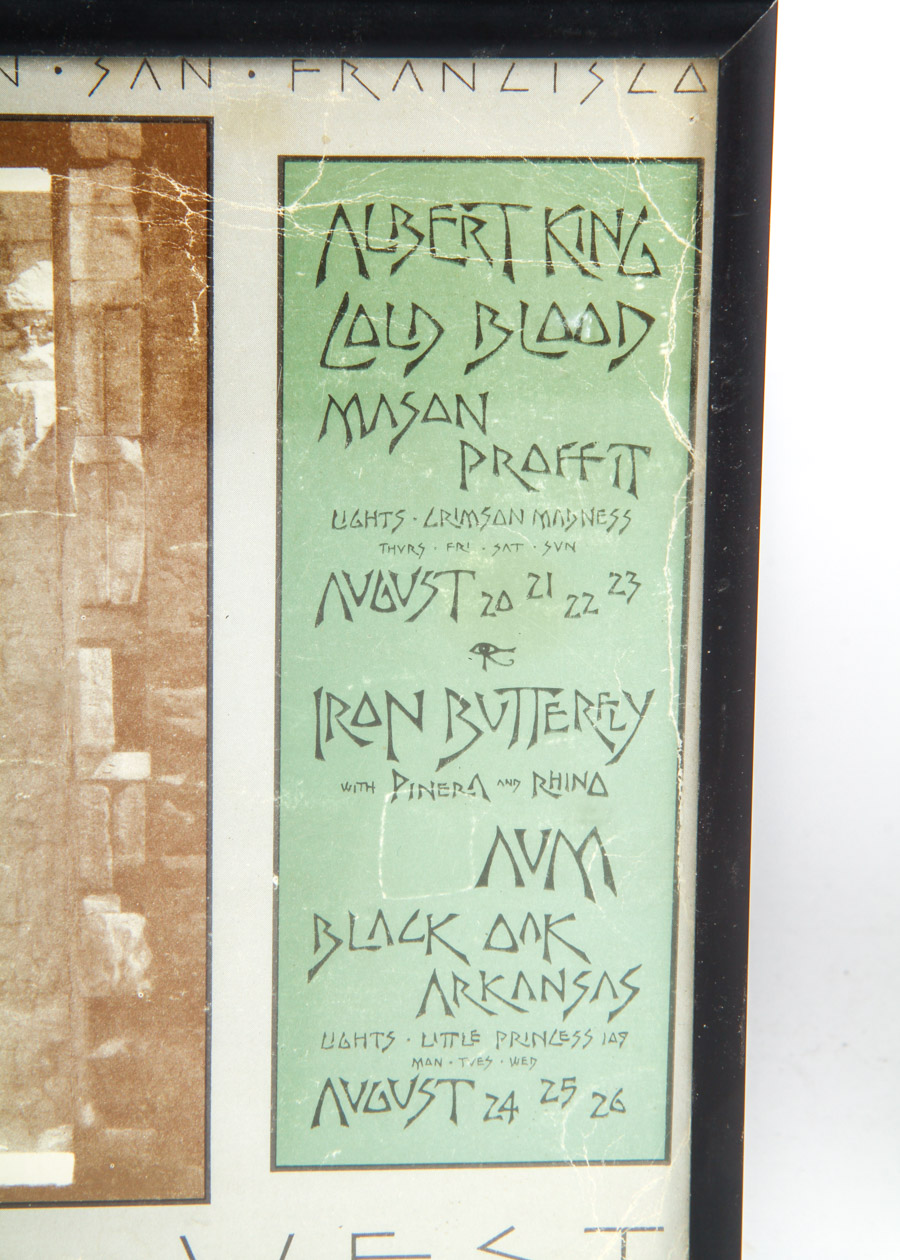 N • SAN • FRANCISCO
ALBERT KING
COLD BLOOD
MASON
PROFFIT
LIGHTS • CRIMSON MADNESS
THURS • FRI • SAT • SUN
AUGUST 20 21 22 23
IRON BUTTERFLY
WITH PINERA AND RHINO
AUM
BLACK OAK
ARKANSAS
LIGHTS • LITTLE PRINCESS 109
MON • TUES • WED
AUGUST 24 25 26
WEST